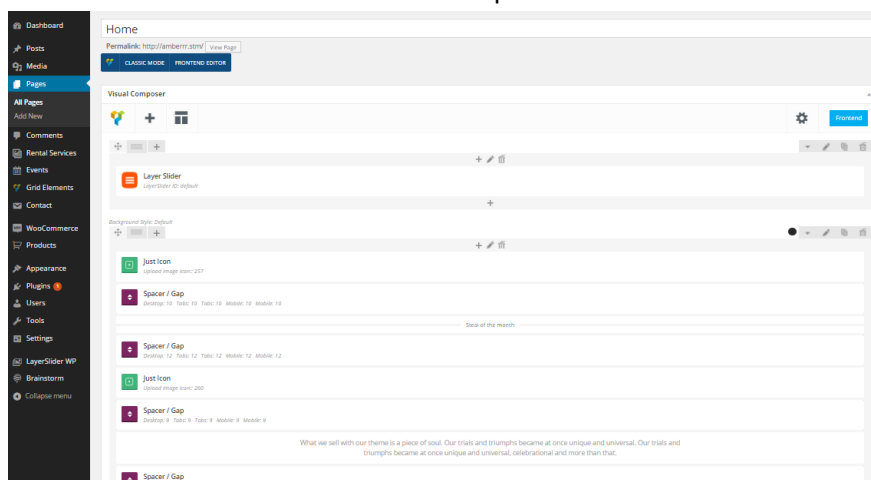 Dashboard
Posts
Media
Pages
All Pages
Add New
Comments
Rental Services
Events
Grid Elements
Contact
WooCommerce
Products
Appearance
Plugins 1
Users
Tools
Settings
LayerSlider WP
Brainstorm
Collapse menu
Home
Permalink: http://amberrr.stm/ View Page
CLASSIC MODE FRONTEND EDITOR
Visual Composer
Frontend
Layer Slider
LayerSlider ID: default
Background Style: Default
Just Icon
Upload Image Icon: 257
Spacer / Gap
Desktop: 10 Tabs: 10 Tabs: 10 Mobile: 10 Mobile: 10
Steal of the month
Spacer / Gap
Desktop: 12 Tabs: 12 Tabs: 12 Mobile: 12 Mobile: 12
Just Icon
Upload Image Icon: 260
Spacer / Gap
Desktop: 9 Tabs: 9 Tabs: 9 Mobile: 9 Mobile: 9
What we sell with our theme is a piece of soul. Our trials and triumphs became at once unique and universal. Our trials and
triumphs became at once unique and universal, celebrational and more than that.
Spacer / Gap